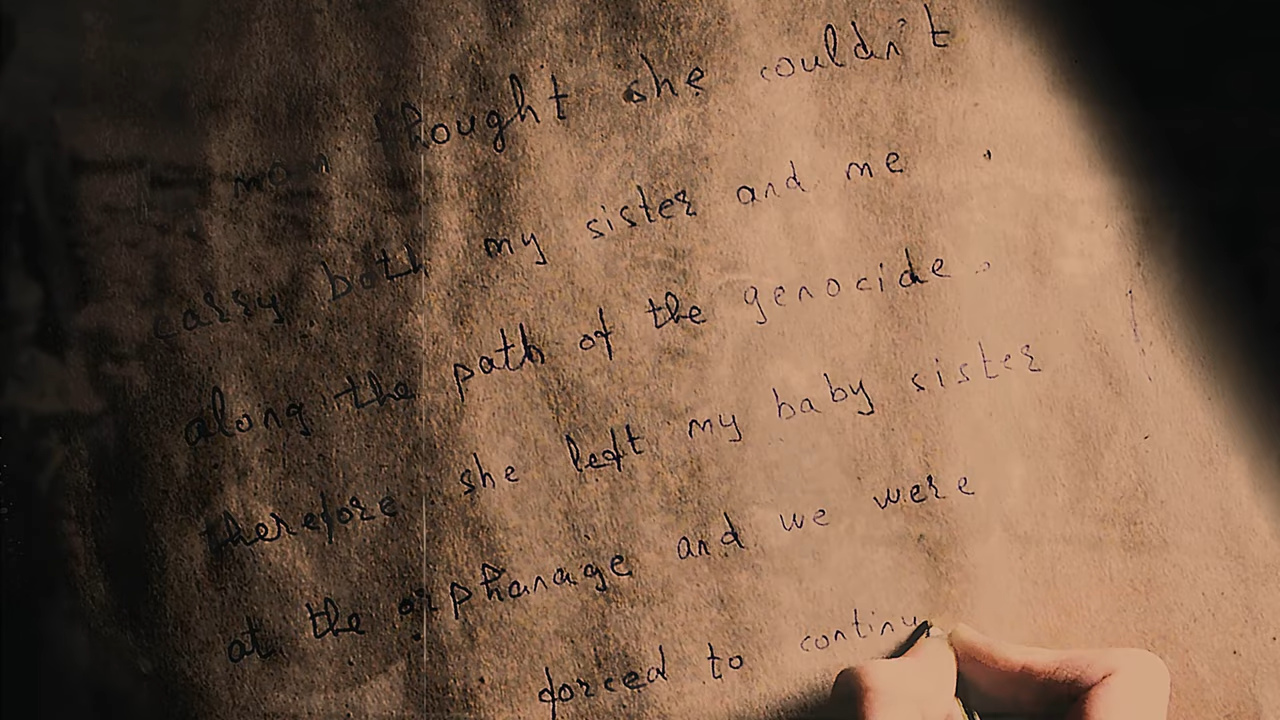 mom thought she couldn't
carry both my sister and me
along the path of the genocide.
therefore she left my baby sister
at the orphanage and we were
forced to continu